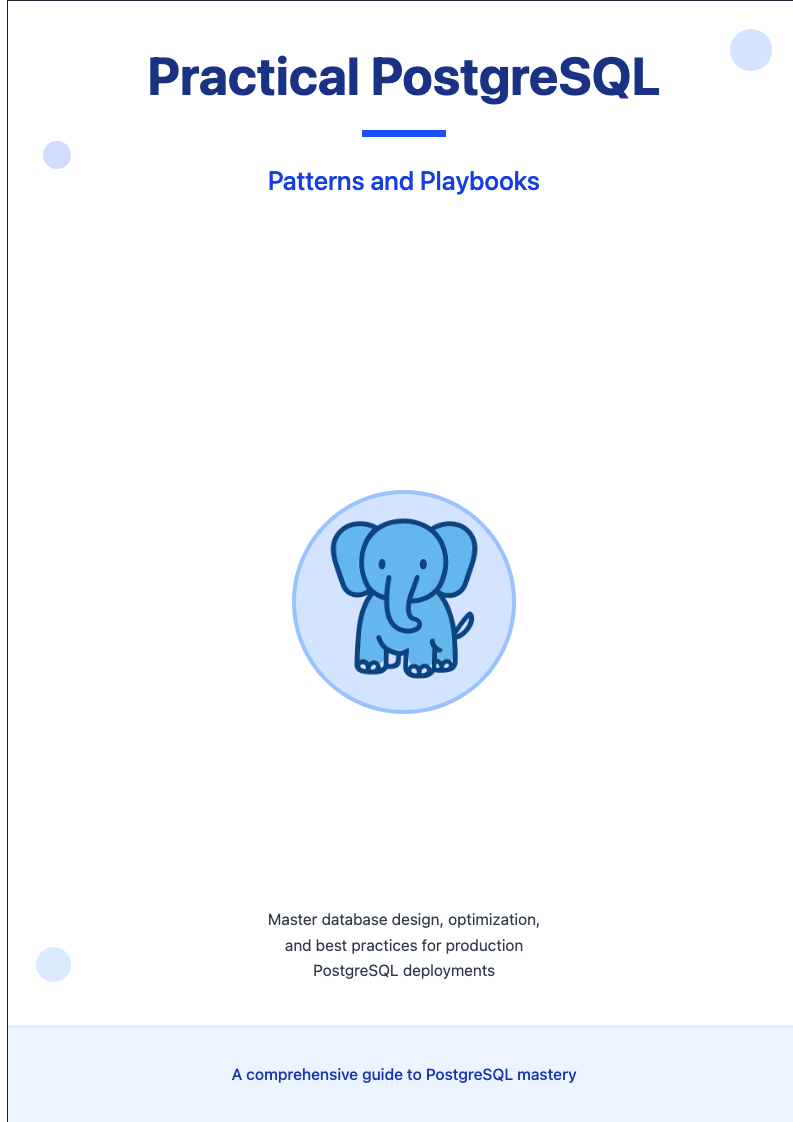 Practical PostgreSQL
Patterns and Playbooks
Master database design, optimization,
and best practices for production
PostgreSQL deployments
A comprehensive guide to PostgreSQL mastery